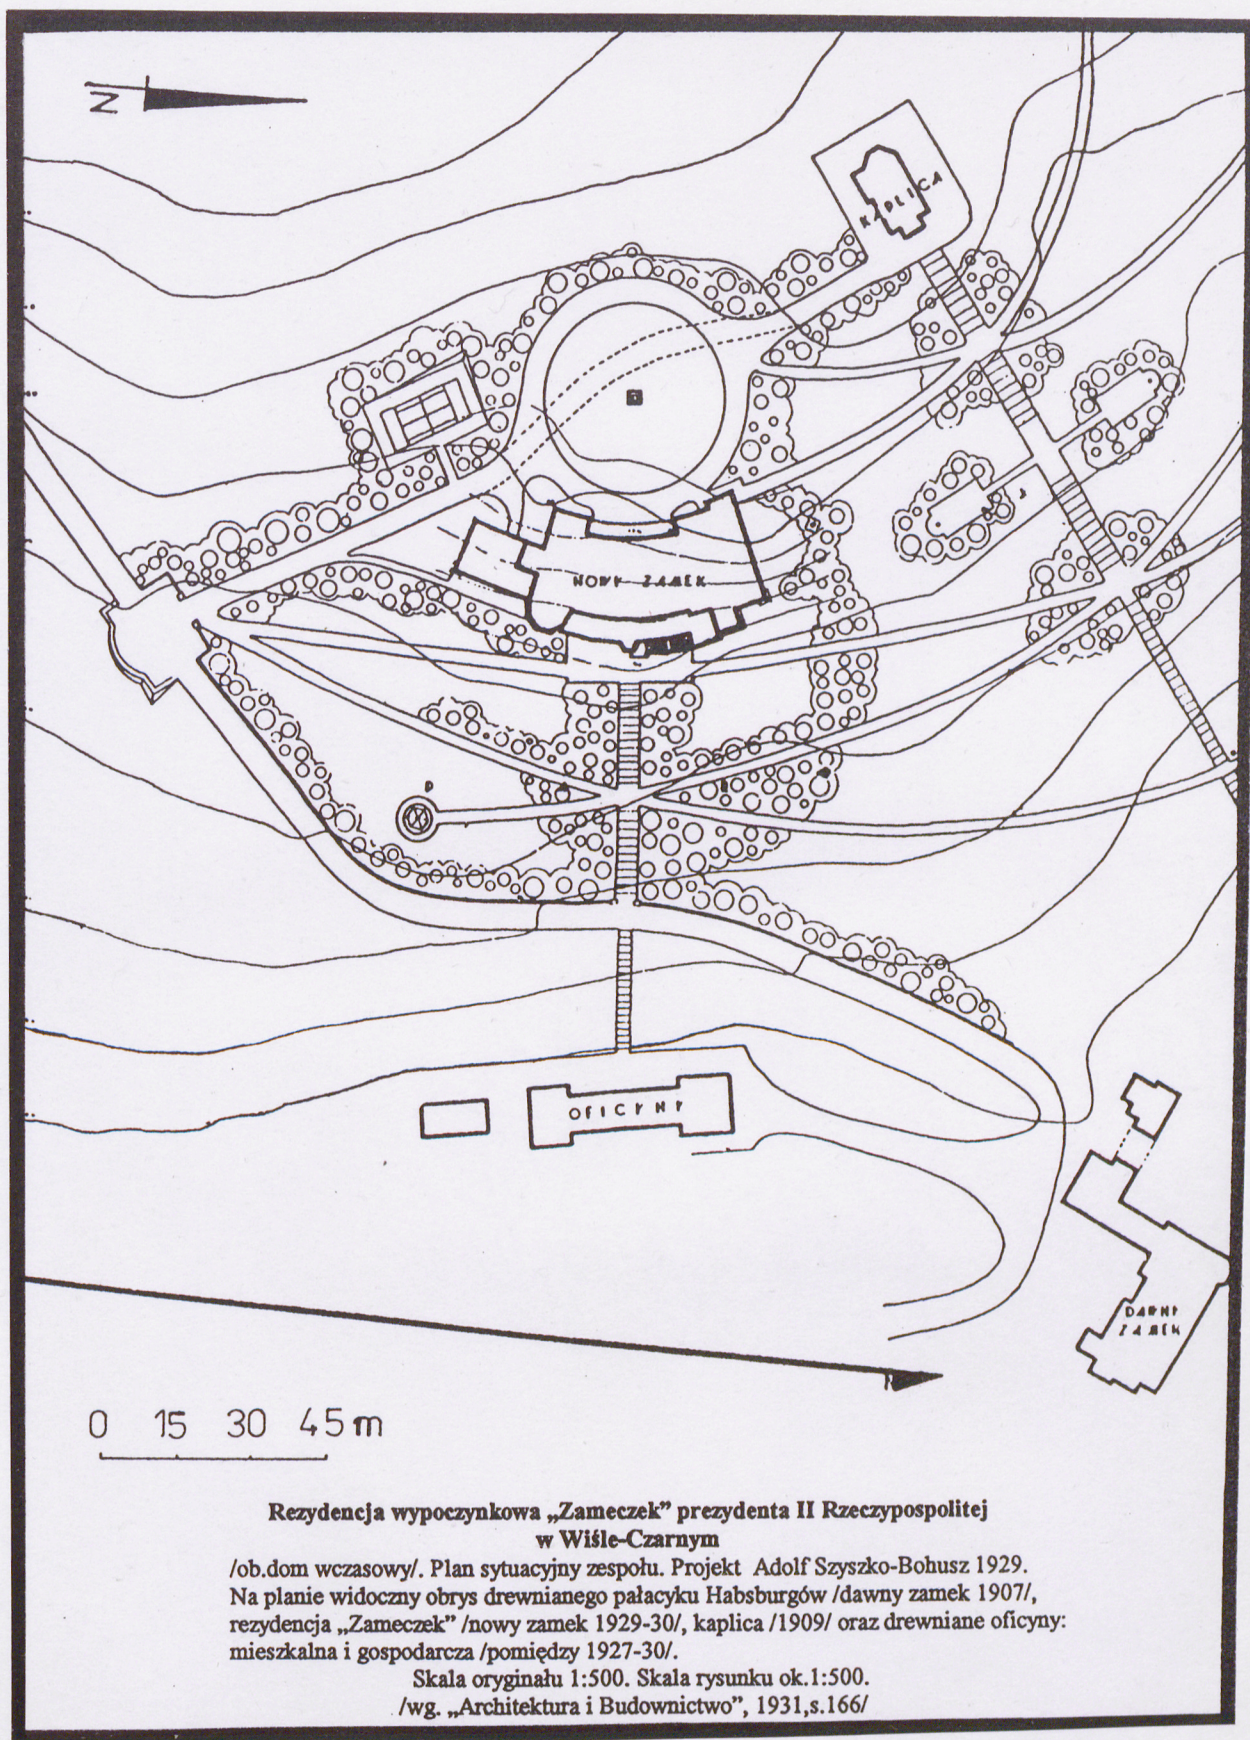 N
KAPLICA
NOWY ZAMEK
P
OFICYNY
DAWNY
ZAMEK
N
0 15 30 45 m
Rezydencja wypoczynkowa „Zameczek” prezydenta II Rzeczypospolitej
w Wiśle-Czarnym
/ob.dom wczasowy/. Plan sytuacyjny zespołu. Projekt Adolf Szyszko-Bohusz 1929.
Na planie widoczny obrys drewnianego pałacyku Habsburgów /dawny zamek 1907/,
rezydencja „Zameczek” /nowy zamek 1929-30/, kaplica /1909/ oraz drewniane oficyny:
mieszkalna i gospodarcza /pomiędzy 1927-30/.
Skala oryginału 1:500. Skala rysunku ok.1:500.
/wg. „Architektura i Budownictwo”, 1931,s.166/